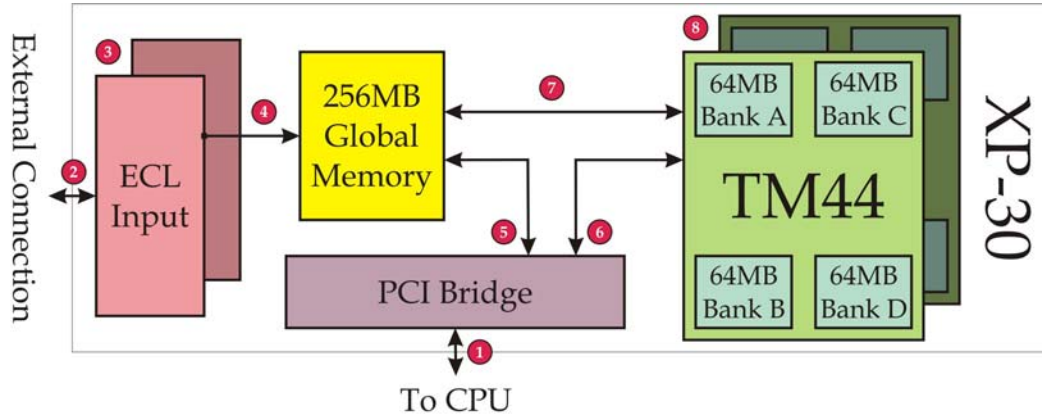 External Connection
3
2
ECL
Input
4
256MB
Global
Memory
7
5
6
PCI Bridge
1
To CPU
8
64MB
Bank A
64MB
Bank C
TM44
64MB
Bank B
64MB
Bank D
XP-30